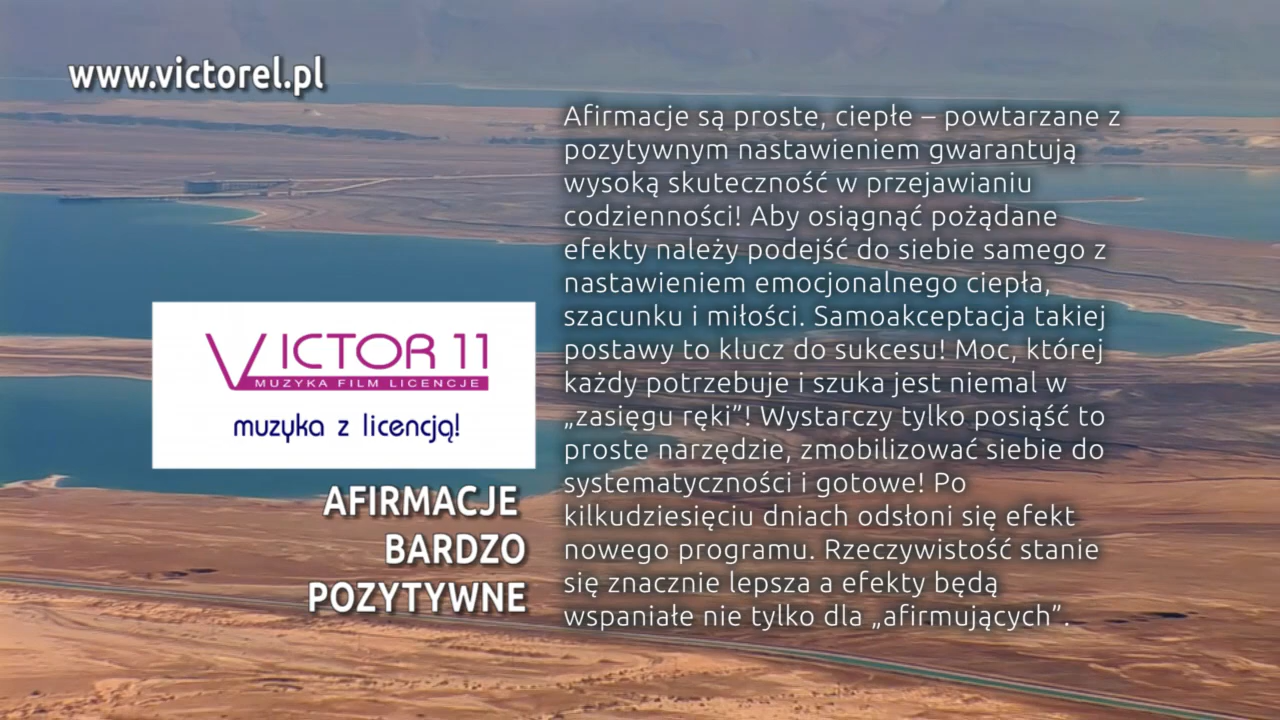 www.victorel.pl
VICTOR 11
MUZYKA FILM LICENCJE
muzyka z licencją!
AFIRMACJE
BARDZO
POZYTYWNE
Afirmacje są proste, ciepłe – powtarzane z
pozytywnym nastawieniem gwarantują
wysoką skuteczność w przejawianiu
codzienności! Aby osiągnąć pożądane
efekty należy podejść do siebie samego z
nastawieniem emocjonalnego ciepła,
szacunku i miłości. Samoakceptacja takiej
postawy to klucz do sukcesu! Moc, której
każdy potrzebuje i szuka jest niemal w
„zasięgu ręki”! Wystarczy tylko posiąść to
proste narzędzie, zmobilizować siebie do
systematyczności i gotowe! Po
kilkudziesięciu dniach odsłoni się efekt
nowego programu. Rzeczywistość stanie
się znacznie lepsza a efekty będą
wspaniałe nie tylko dla „afirmujących”.